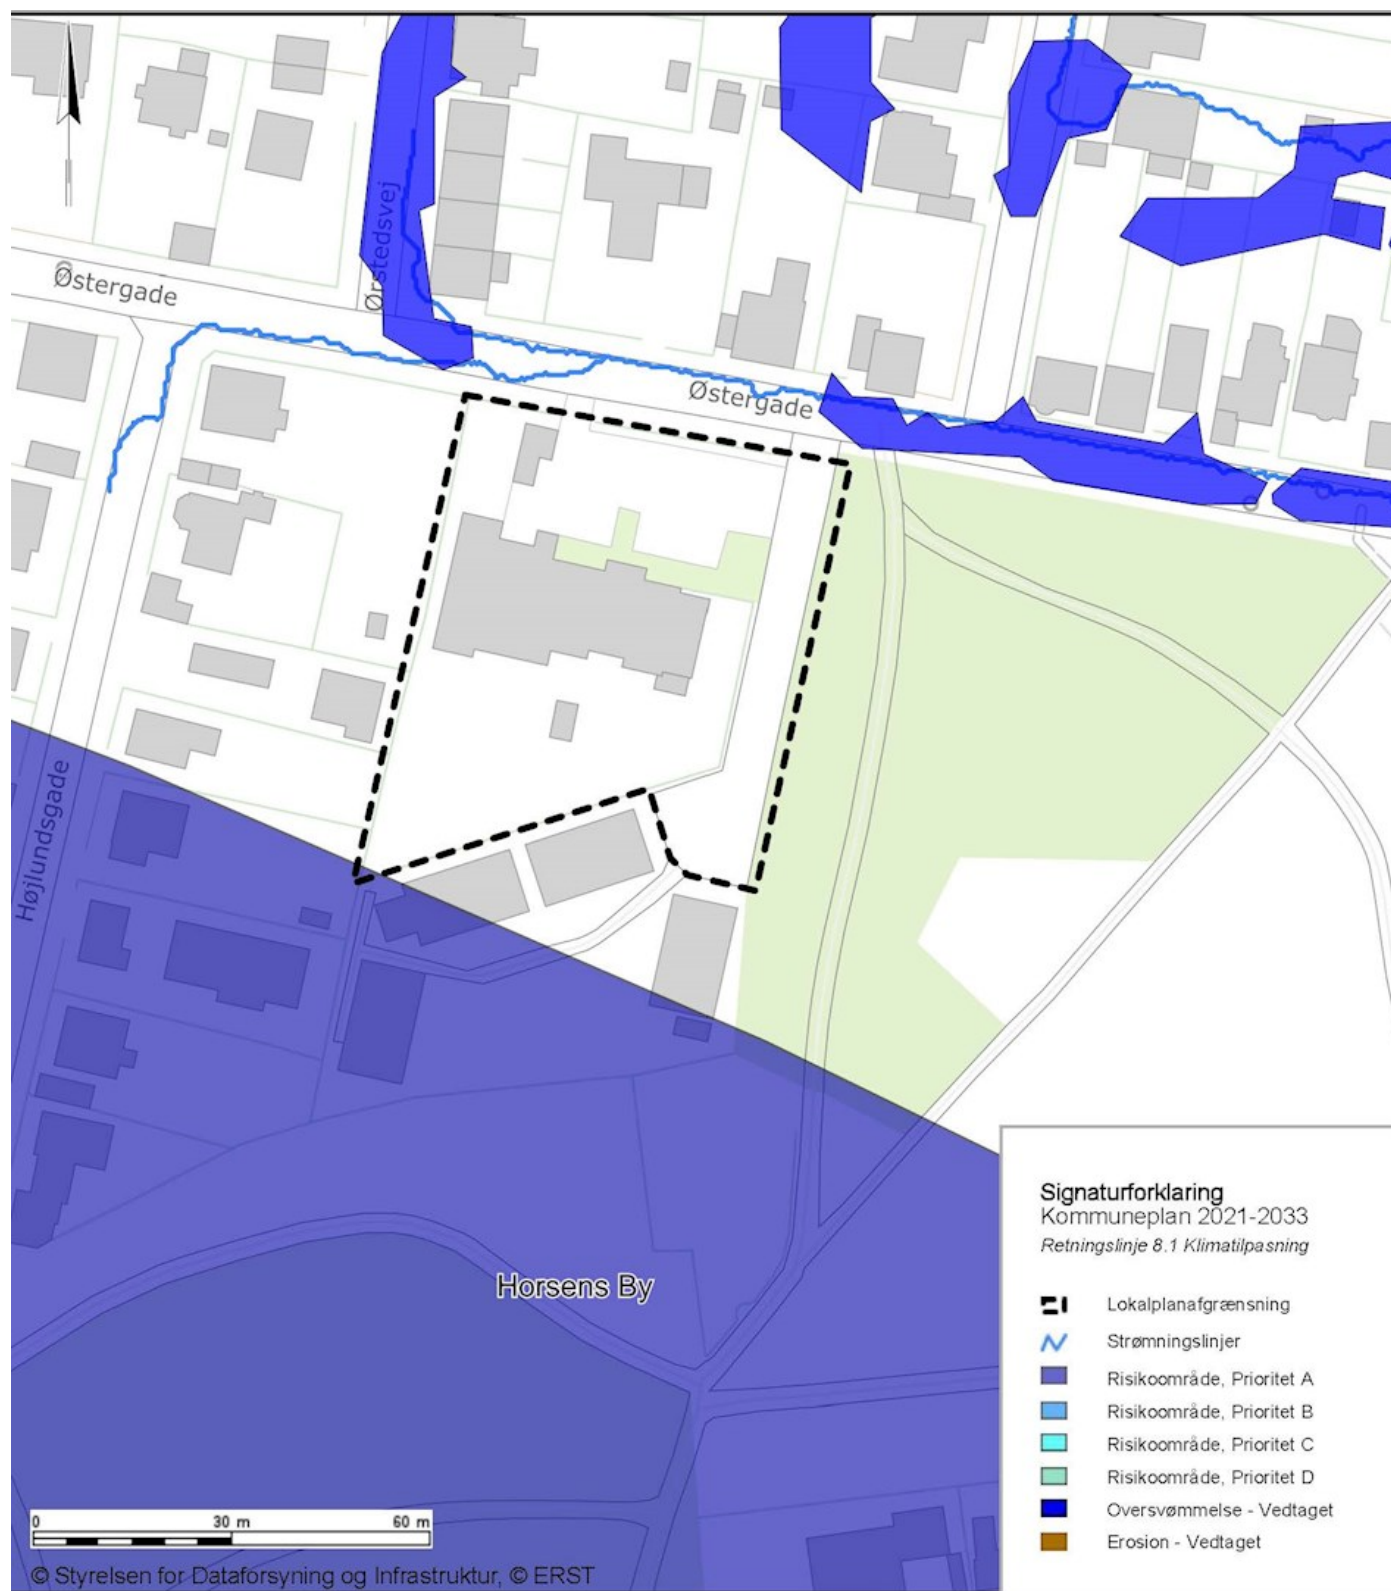 Ørstedsvej
Østergade
Østergade
Højlundsgade
Horsens By
Signaturforklaring
Kommuneplan 2021-2033
Retningslinje 8.1 Klimatilpasning
Lokalplanafgrænsning
Strømningslinjer
Risikoområde, Prioritet A
Risikoområde, Prioritet B
Risikoområde, Prioritet C
Risikoområde, Prioritet D
Oversvømmelse - Vedtaget
Erosion - Vedtaget
0 30 m 60 m
© Styrelsen for Dataforsyning og Infrastruktur, © ERST